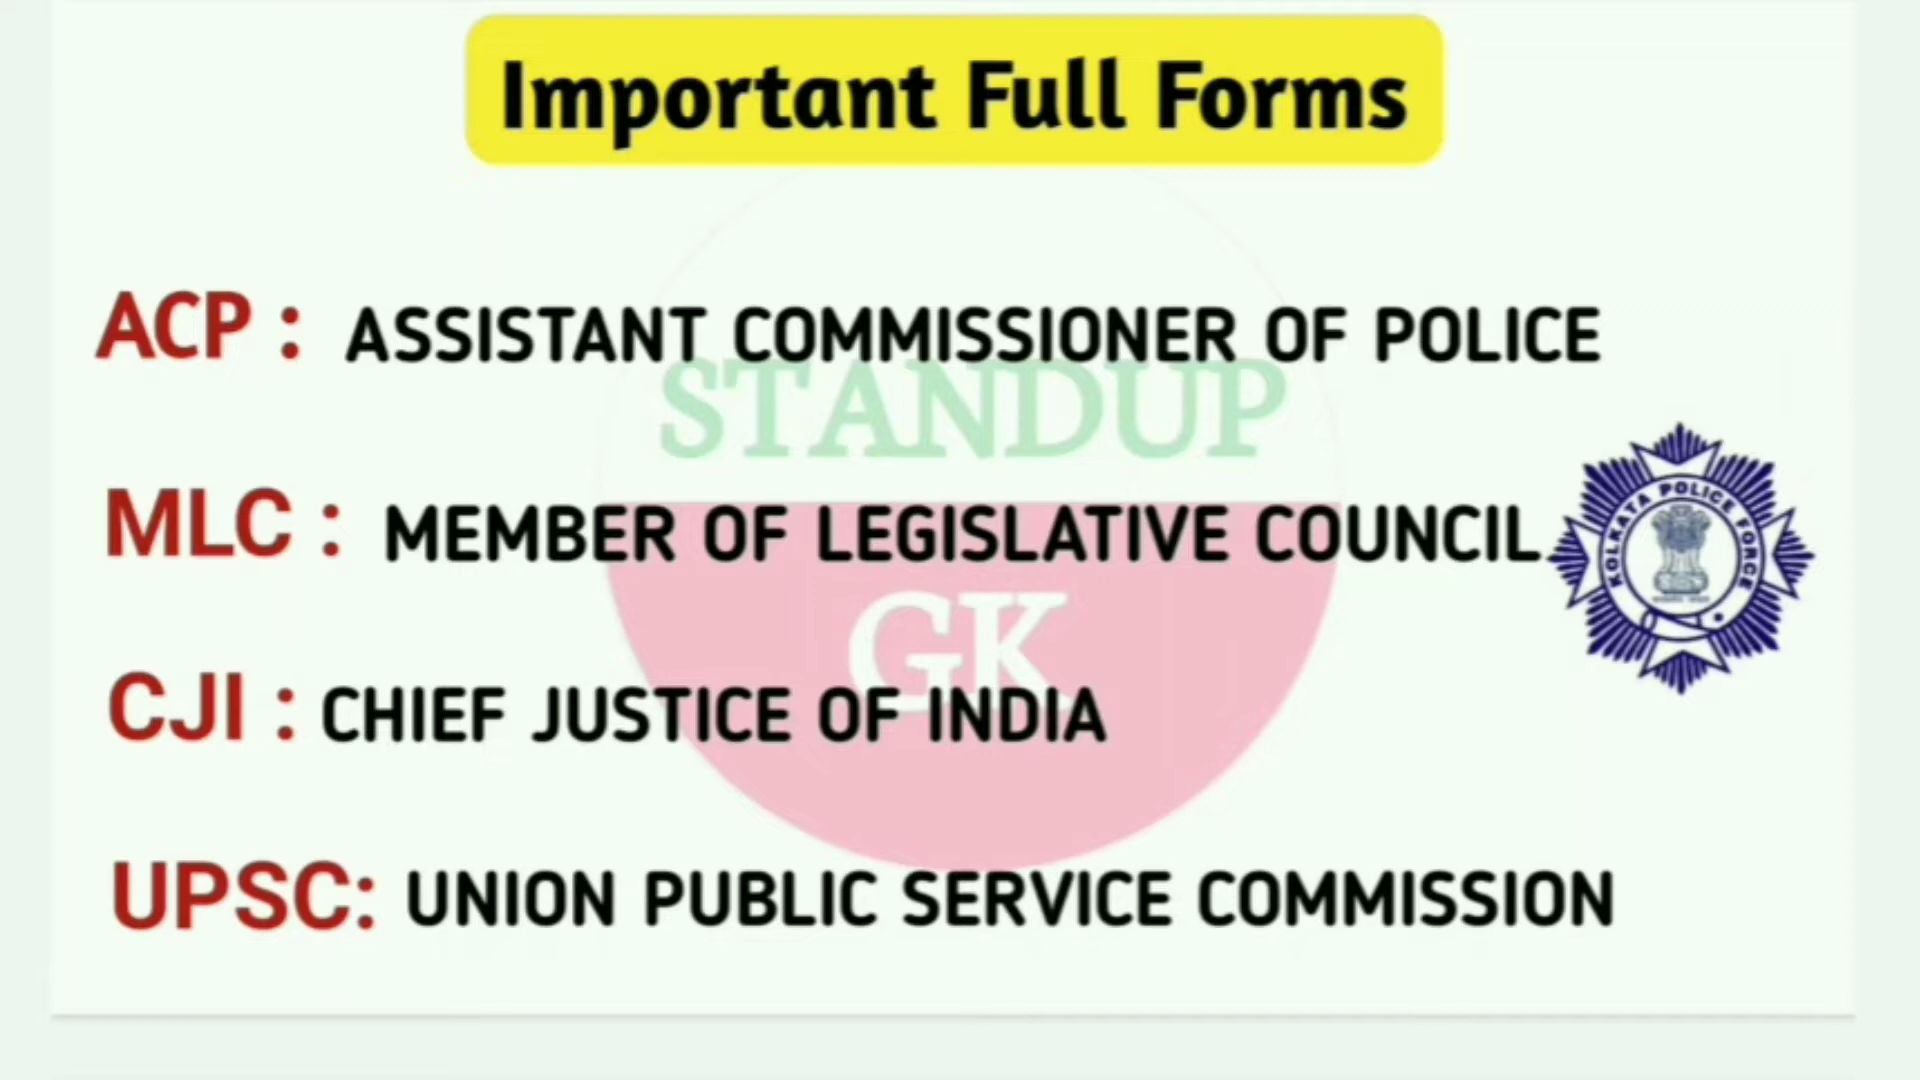 Important Full Forms
ACP : ASSISTANT COMMISSIONER OF POLICE
STANDUP
MLC : MEMBER OF LEGISLATIVE COUNCIL
KOLKATA POLICE FORCE
GK
CJI : CHIEF JUSTICE OF INDIA
UPSC: UNION PUBLIC SERVICE COMMISSION